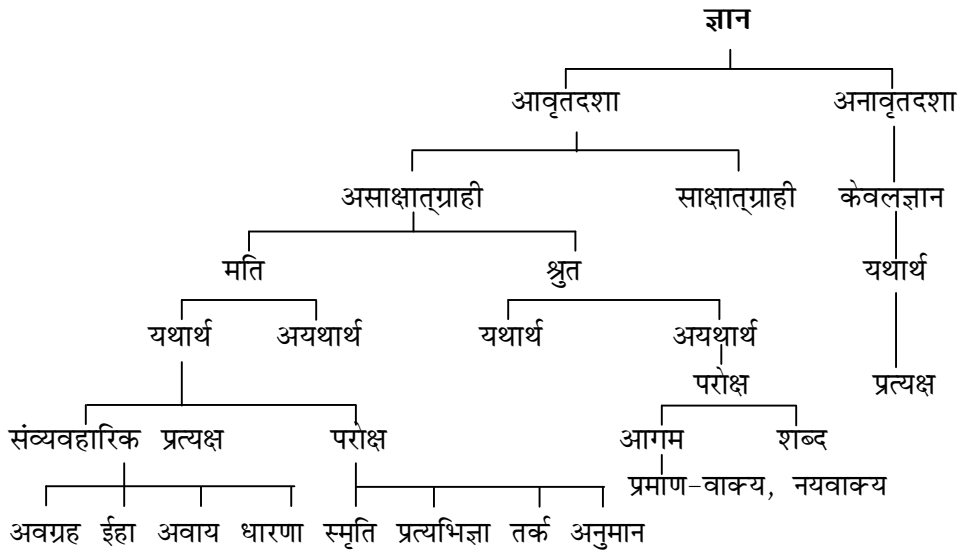 ज्ञान
आवृतदशा अनावृतदशा
असाक्षात्ग्राही साक्षात्ग्राही केवलज्ञान
मति श्रुत यथार्थ
यथार्थ अयथार्थ यथार्थ अयथार्थ
परोक्ष प्रत्यक्ष
संव्यवहारिक प्रत्यक्ष परोक्ष आगम शब्द
प्रमाण-वाक्य, नयवाक्य
अवग्रह ईहा अवाय धारणा स्मृति प्रत्यभिज्ञा तर्क अनुमान